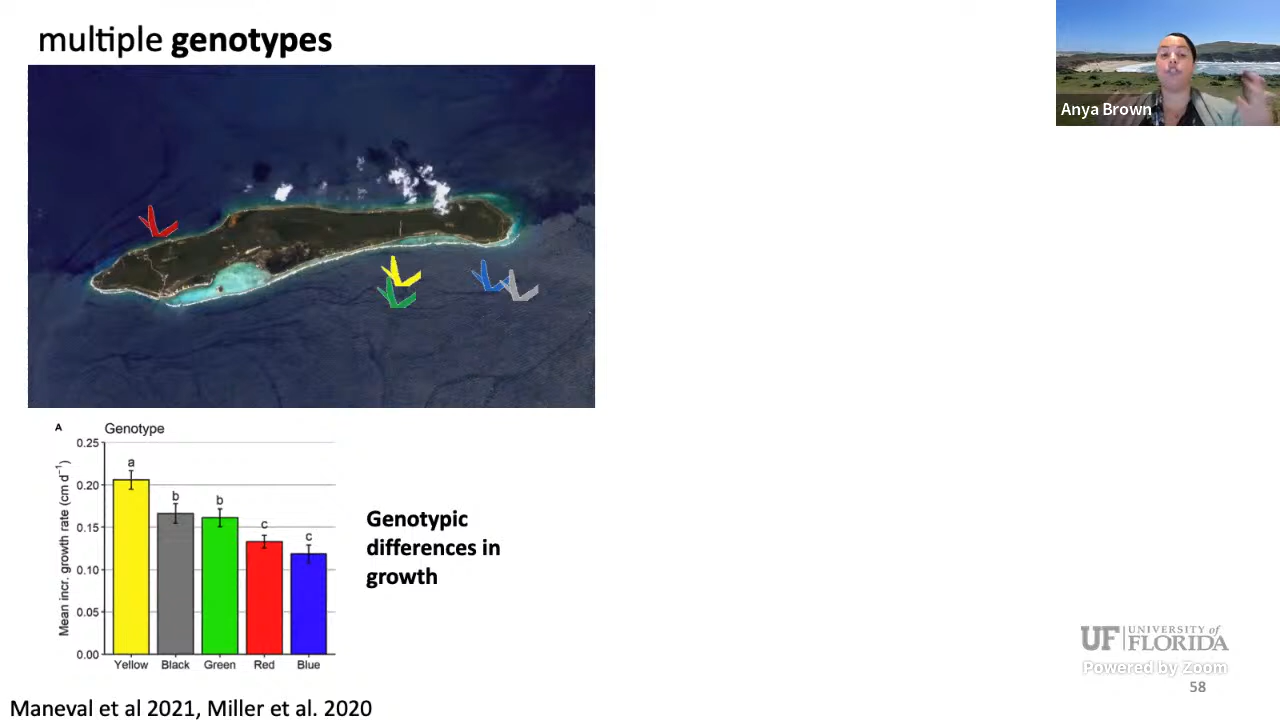 multiple genotypes
Anya Brown
A
Genotype
Mean incr. growth rate (cm d⁻¹)
0.25
0.20
0.15
0.10
0.05
0.00
a
b
b
c
c
Yellow Black Green Red Blue
Genotypic
differences in
growth
UF UNIVERSITY of
FLORIDA
Powered by Zoom
58
Maneval et al 2021, Miller et al. 2020